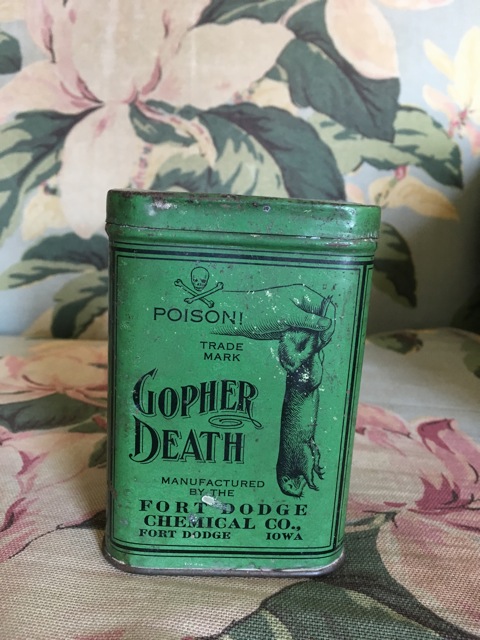 POISON!
TRADE
MARK
GOPHER
DEATH
MANUFACTURED
BY THE
FORT DODGE
CHEMICAL CO.,
FORT DODGE IOWA